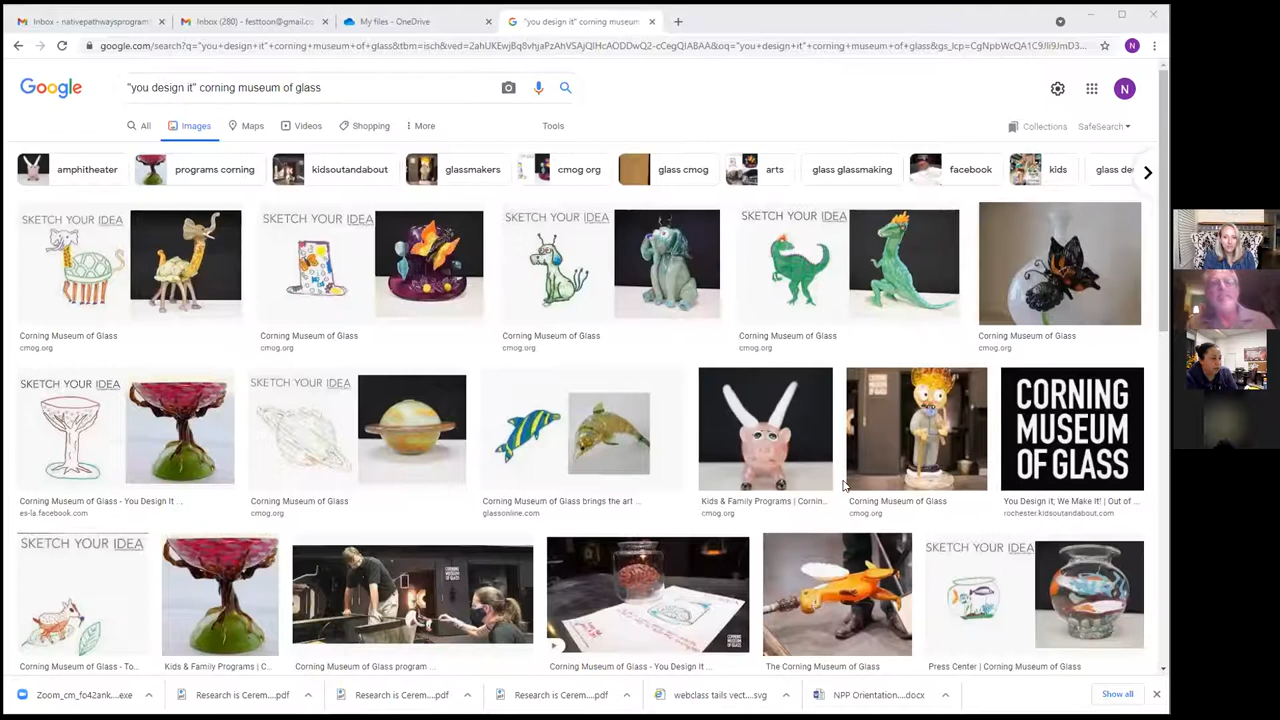 Inbox - nativepathwaysprogram
Inbox (280) - festtoon@gmail.co
My files - OneDrive
"you design it" corning museum
google.com/search?q="you+design+it"+corning+museum+of+glass&tbm=isch&ved=
Google
"you design it" corning museum of glass
N
All
Images
Maps
Videos
Shopping
More
Tools
Collections
SafeSearch
amphitheater
programs corning
kidsoutandabout
glassmakers
cmog org
glass cmog
arts
glass glassmaking
facebook
kids
glass de
SKETCH YOUR IDEA
SKETCH YOUR IDEA
SKETCH YOUR IDEA
SKETCH YOUR IDEA
Corning Museum of Glass
cmog.org
Corning Museum of Glass
cmog.org
Corning Museum of Glass
cmog.org
Corning Museum of Glass
cmog.org
Corning Museum of Glass
cmog.org
SKETCH YOUR IDEA
SKETCH YOUR IDEA
CORNING
MUSEUM
OF GLASS
Corning Museum of Glass - You Design It ...
es-la.facebook.com
Corning Museum of Glass
cmog.org
Corning Museum of Glass brings the art ...
glassonline.com
Kids & Family Programs | Cornin...
cmog.org
Corning Museum of Glass
cmog.org
You Design it; We Make It! | Out of ...
rochester.kidsoutandabout.com
SKETCH YOUR IDEA
CORNING
MUSEUM
OF GLASS
SKETCH YOUR IDEA
Corning Museum of Glass - To...
Kids & Family Programs | C...
Corning Museum of Glass program ...
Corning Museum of Glass - You Design It ...
The Corning Museum of Glass
Press Center | Corning Museum of Glass
Zoom_cm_fo42ank....exe
Research is Cerem....pdf
Research is Cerem....pdf
Research is Cerem....pdf
webclass tails vect....svg
NPP Orientation....docx
Show all